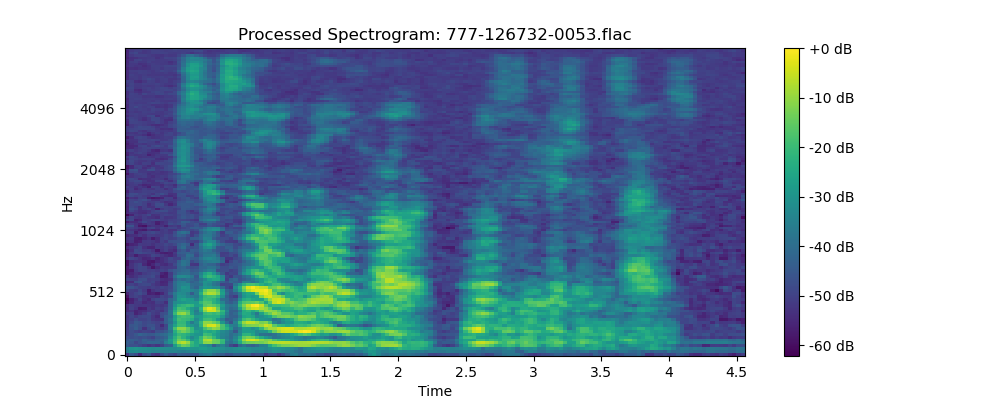 Processed Spectrogram: 777-126732-0053.flac
Hz
4096
2048
1024
512
0
0 0.5 1 1.5 2 2.5 3 3.5 4 4.5
Time
+0 dB
-10 dB
-20 dB
-30 dB
-40 dB
-50 dB
-60 dB